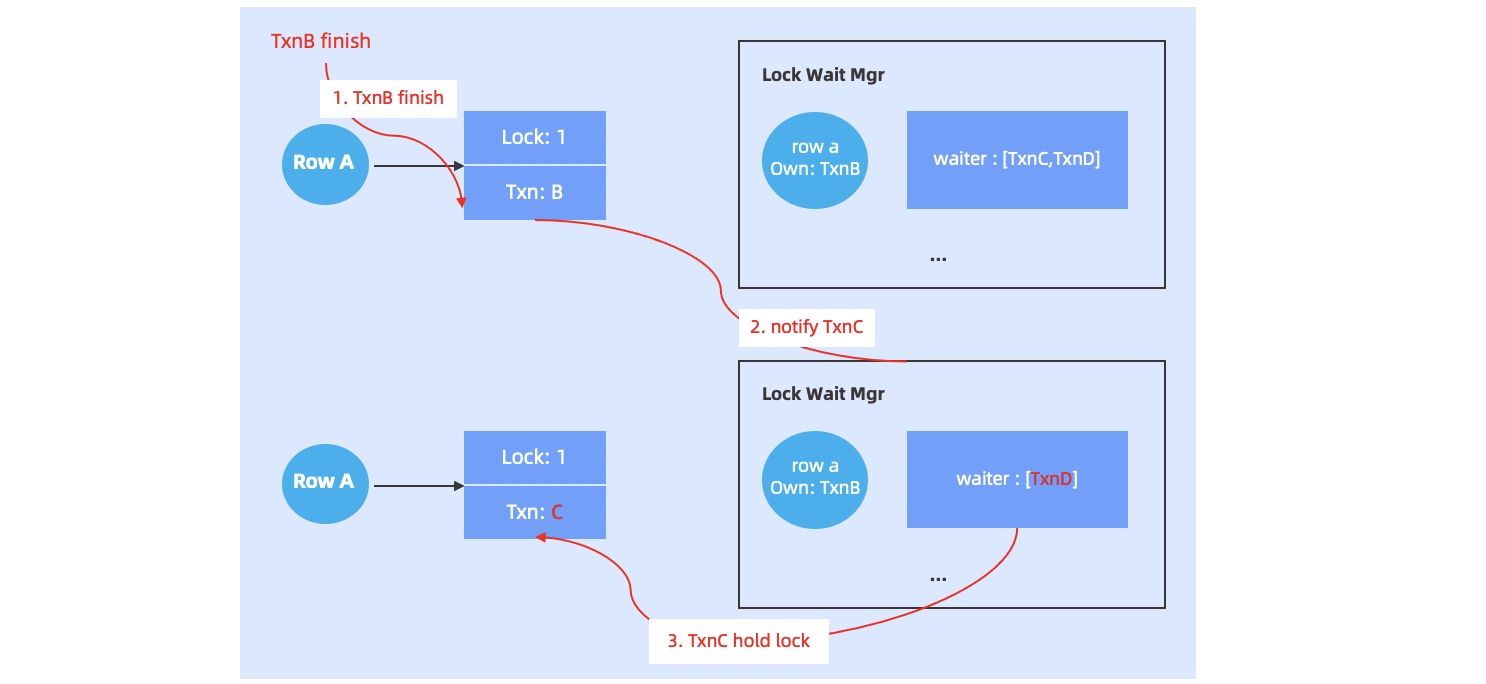 TxnB finish
1. TxnB finish
Row A
Lock: 1
Txn: B
Lock Wait Mgr
row a
Own: TxnB
waiter : [TxnC,TxnD]
...
2. notify TxnC
Row A
Lock: 1
Txn: C
Lock Wait Mgr
row a
Own: TxnB
waiter : [TxnD]
...
3. TxnC hold lock